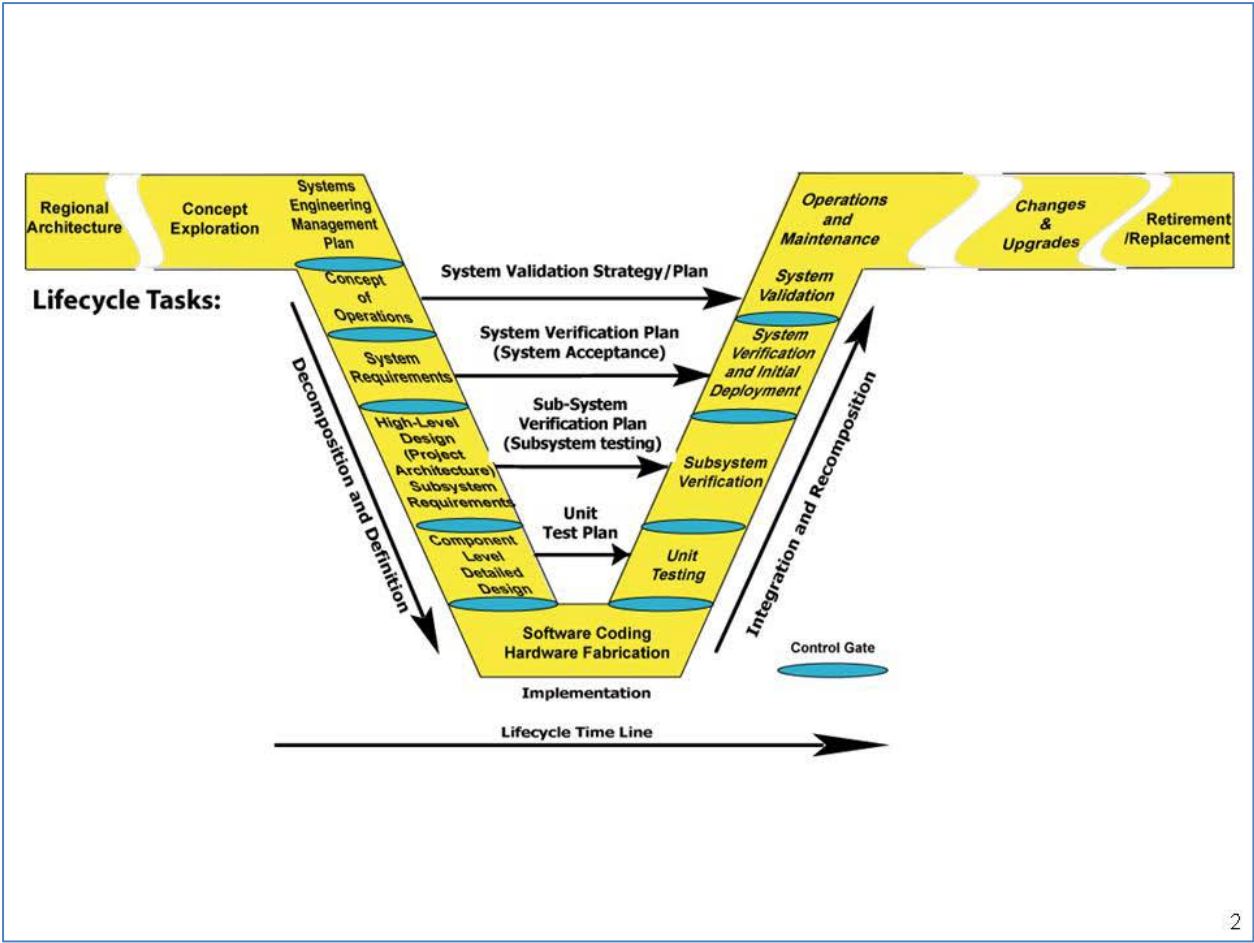 Regional
Architecture
Concept
Exploration
Systems
Engineering
Management
Plan
Lifecycle Tasks:
Concept
of
Operations
System
Requirements
High-Level
Design
(Project
Architecture)
Subsystem
Requirements
Component
Level
Detailed
Design
Decomposition and Definition
System Validation Strategy/Plan
System Verification Plan
(System Acceptance)
Sub-System
Verification Plan
(Subsystem testing)
Unit
Test Plan
Software Coding
Hardware Fabrication
Implementation
Unit
Testing
Subsystem
Verification
System
Verification
and Initial
Deployment
System
Validation
Operations
and
Maintenance
Changes
&
Upgrades
Retirement
/Replacement
Integration and Recomposition
Control Gate
Lifecycle Time Line
2